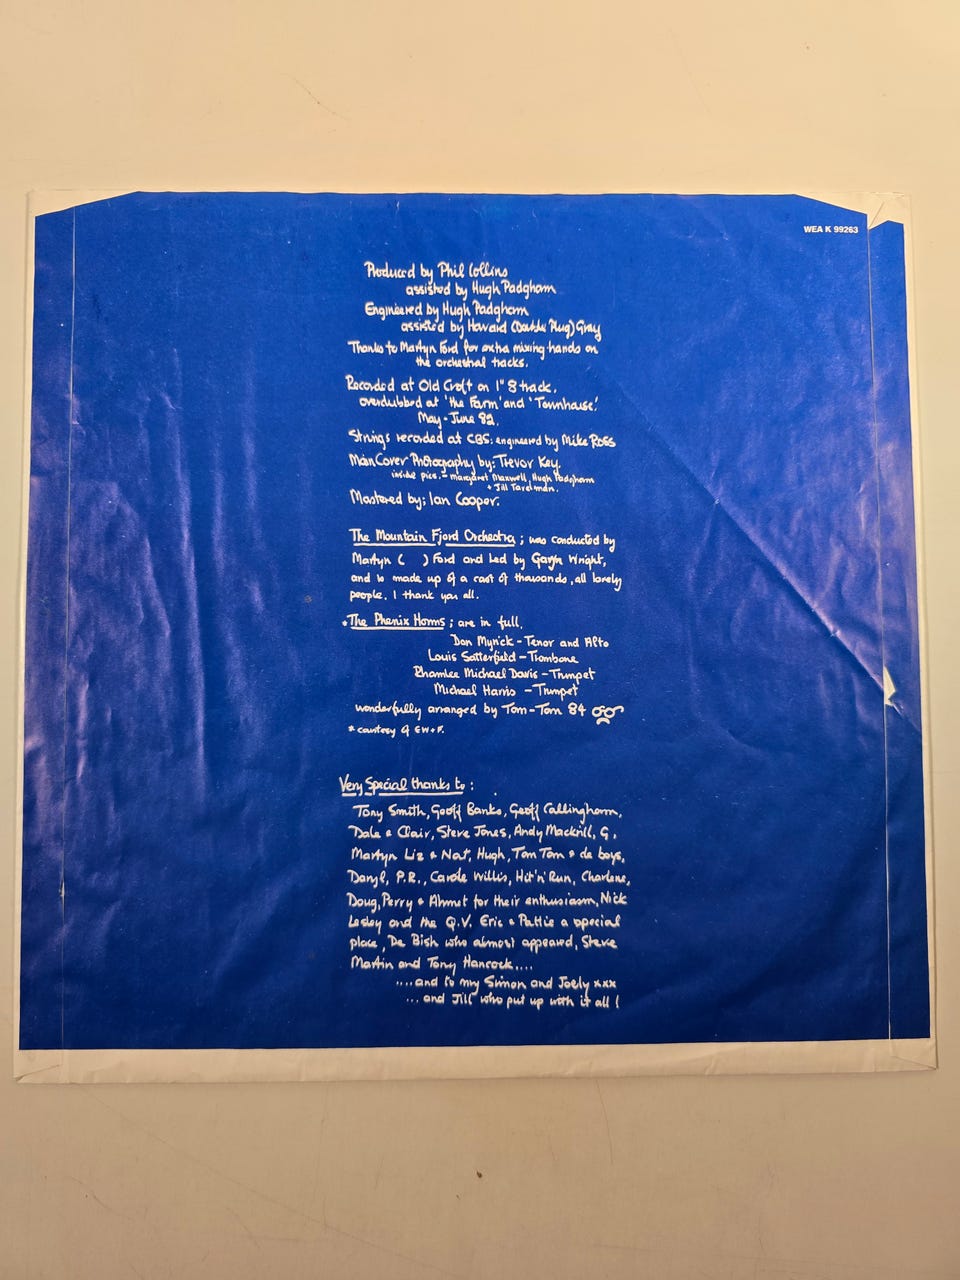 WEA K 99263
Produced by Phil Collins
assisted by Hugh Padgham
Engineered by Hugh Padgham
assisted by Howard (Double Plug) Gray
Thanks to Martyn Ford for extra mixing hands on
the orchestral tracks.
Recorded at Old Croft on 1" 8 track.
overdubbed at 'the Farm' and 'Townhouse'.
May - June 82.
Strings recorded at CBS: engineered by Mike Ross
Main Cover Photography by: Trevor Key.
inside pics. - Margaret Maxwell, Hugh Padgham
+ Jill Tavelman.
Mastered by; Ian Cooper.
The Mountain Fjord Orchestra ; was conducted by
Martyn ( ) Ford and led by Gavyn Wright,
and is made up of a cast of thousands, all lovely
people. I thank you all.
*The Phenix Horns ; are in full.
Don Myrick - Tenor and Alto
Louis Satterfield - Trombone
Rhamlee Michael Davis - Trumpet
Michael Harris - Trumpet
wonderfully arranged by Tom-Tom 84
* courtesy of EW+F.
Very Special thanks to :
Tony Smith, Geoff Banks, Geoff Callingham,
Dale & Clair, Steve Jones, Andy Mackrill, G,
Martyn Liz & Nat, Hugh, Tom Tom & de boys,
Daryl, P.R., Carole Willis, Hit 'n' Run, Charlene,
Doug, Perry & Ahmet for their enthusiasm, Nick
Lesley and the Q.V. Eric & Pattie a special
place, De Bish who almost appeared, Steve
Martin and Tony Hancock....
....and to my Simon and Joely xxx
... and Jill who put up with it all !